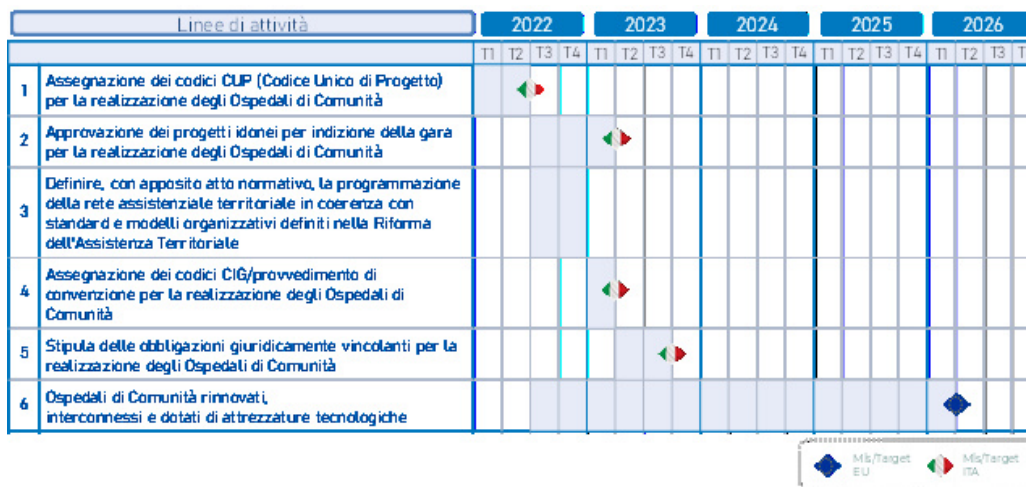 Linee di attività 2022 2023 2024 2025 2026
T1 T2 T3 T4 T1 T2 T3 T4 T1 T2 T3 T4 T1 T2 T3 T4 T1 T2 T3
1 Assegnazione dei codici CUP (Codice Unico di Progetto)
per la realizzazione degli Ospedali di Comunità
2 Approvazione dei progetti idonei per indizione della gara
per la realizzazione degli Ospedali di Comunità
Definire, con apposito atto normativo, la programmazione
3 della rete assistenziale territoriale in coerenza con
standard e modelli organizzativi definiti nella Riforma
dell'Assistenza Territoriale
Assegnazione dei codici CIG/provvedimento di
4 convenzione per la realizzazione degli Ospedali di
Comunità
5 Stipula delle obbligazioni giuridicamente vincolanti per la
realizzazione degli Ospedali di Comunità
6 Ospedali di Comunità rinnovati,
interconnessi e dotati di attrezzature tecnologiche
Mls/Target EU Mls/Target ITA